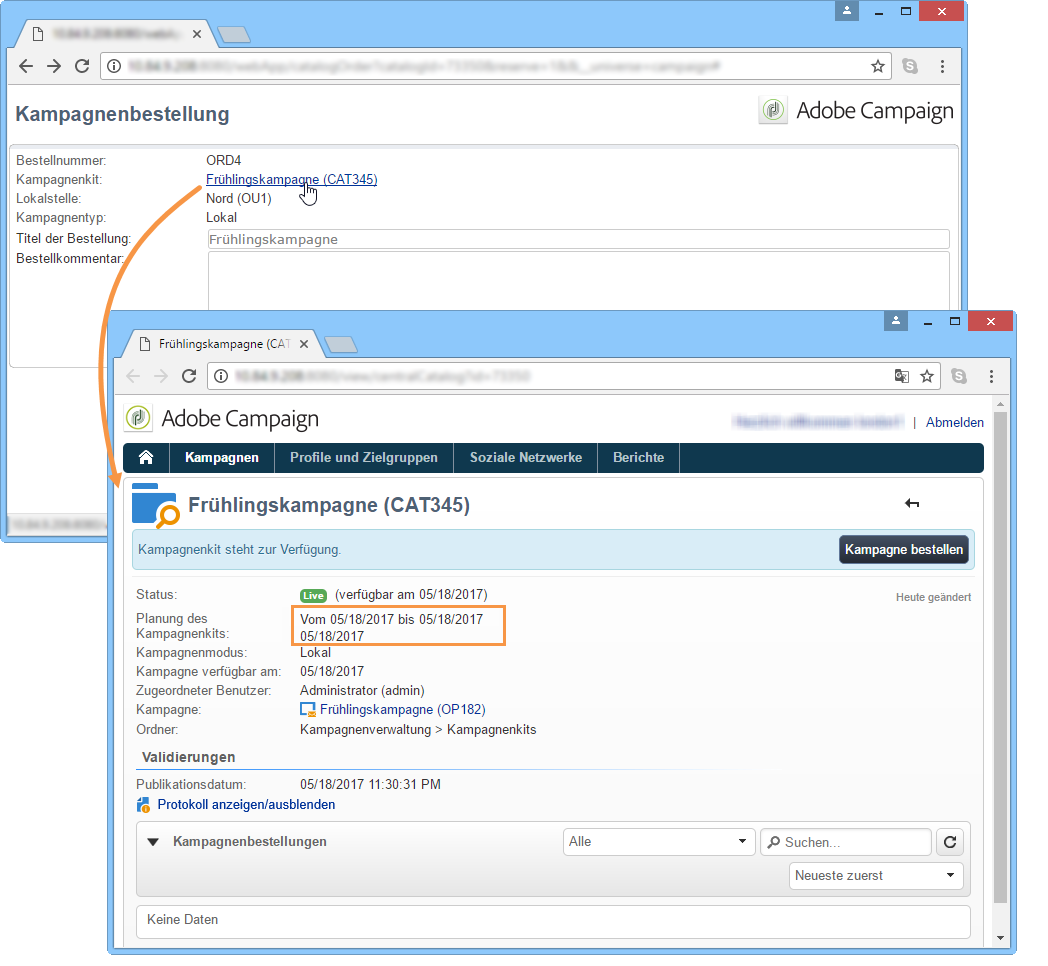 Kampagnenbestellung
Adobe Campaign
Bestellnummer: ORD4
Kampagnenkit: Frühlingskampagne (CAT345)
Lokalstelle: Nord (OU1)
Kampagnentyp: Lokal
Titel der Bestellung: Frühlingskampagne
Bestellkommentar:
Frühlingskampagne (CAT
Adobe Campaign
| Abmelden
Kampagnen Profile und Zielgruppen Soziale Netzwerke Berichte
Frühlingskampagne (CAT345)
Kampagnenkit steht zur Verfügung. Kampagne bestellen
Status: Live (verfügbar am 05/18/2017) Heute geändert
Planung des
Kampagnenkits:
Vom 05/18/2017 bis 05/18/2017
05/18/2017
Kampagnenmodus: Lokal
Kampagne verfügbar am: 05/18/2017
Zugeordneter Benutzer: Administrator (admin)
Kampagne: Frühlingskampagne (OP182)
Ordner: Kampagnenverwaltung > Kampagnenkits
Validierungen
Publikationsdatum: 05/18/2017 11:30:31 PM
Protokoll anzeigen/ausblenden
Kampagnenbestellungen Alle Suchen...
Neueste zuerst
Keine Daten